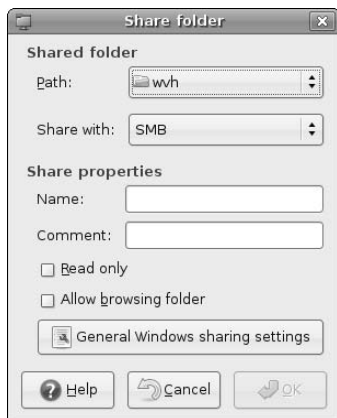 Share folder
Shared folder
Path: wvh
Share with: SMB
Share properties
Name:
Comment:
Read only
Allow browsing folder
General Windows sharing settings
Help Cancel OK